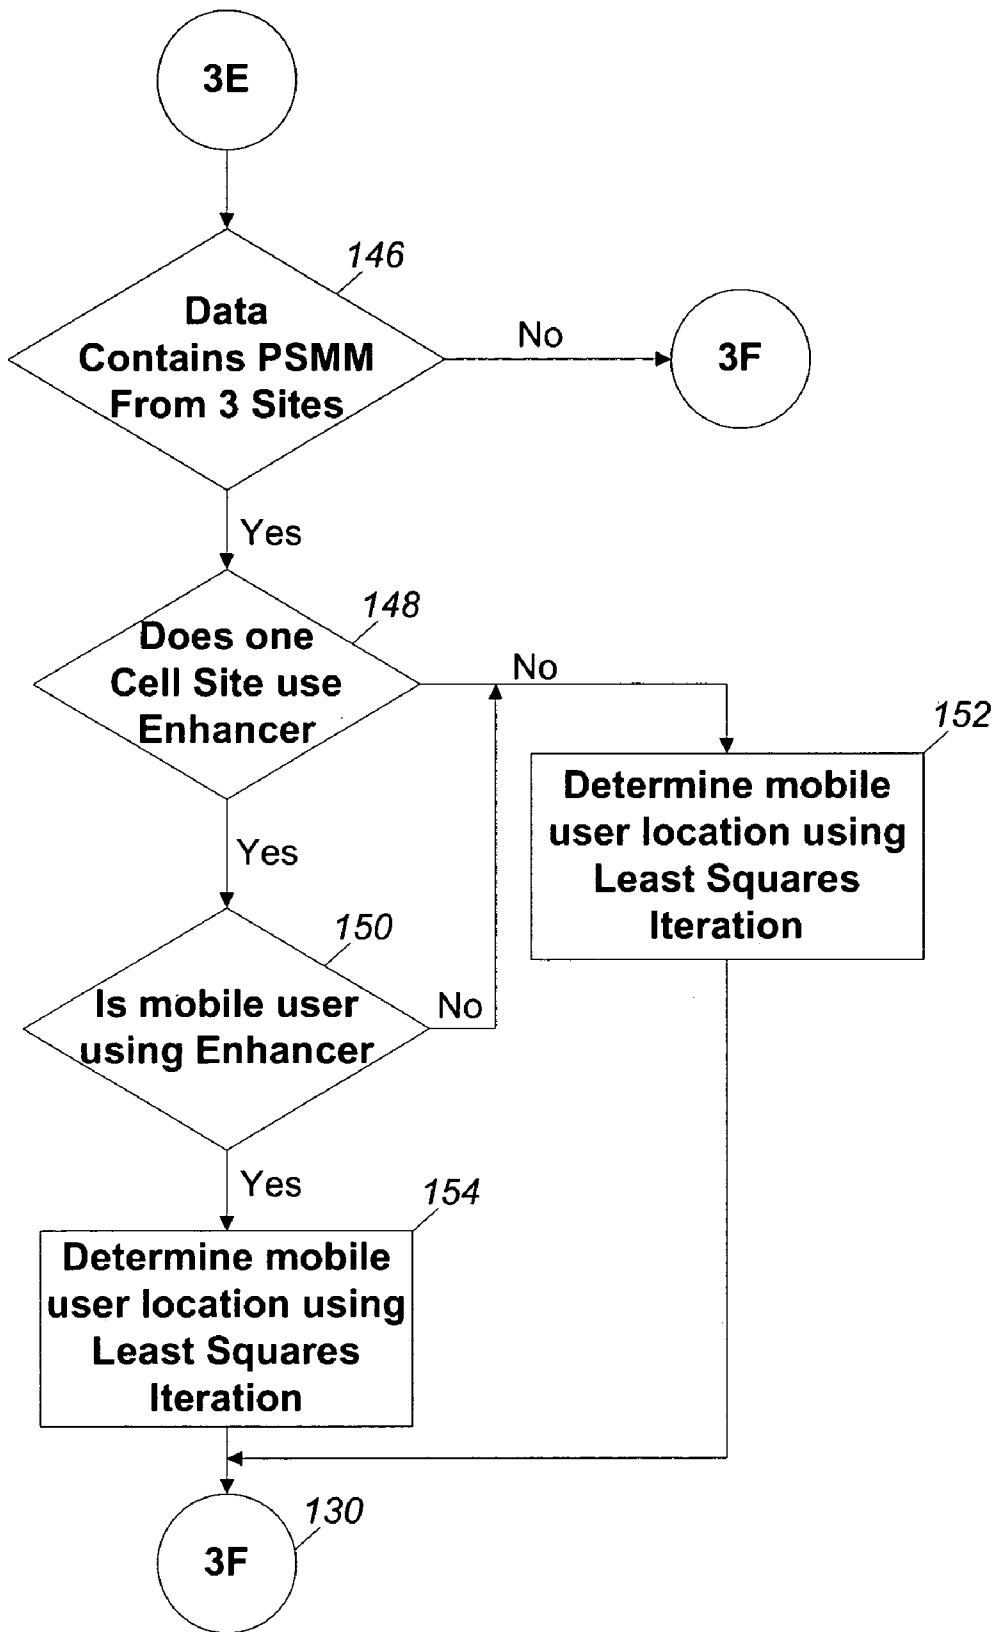 3E
146
Data
Contains PSMM
From 3 Sites
No
3F
Yes
148
Does one
Cell Site use
Enhancer
No
152
Determine mobile
user location using
Least Squares
Iteration
Yes
150
Is mobile user
using Enhancer
No
Yes
154
Determine mobile
user location using
Least Squares
Iteration
130
3F